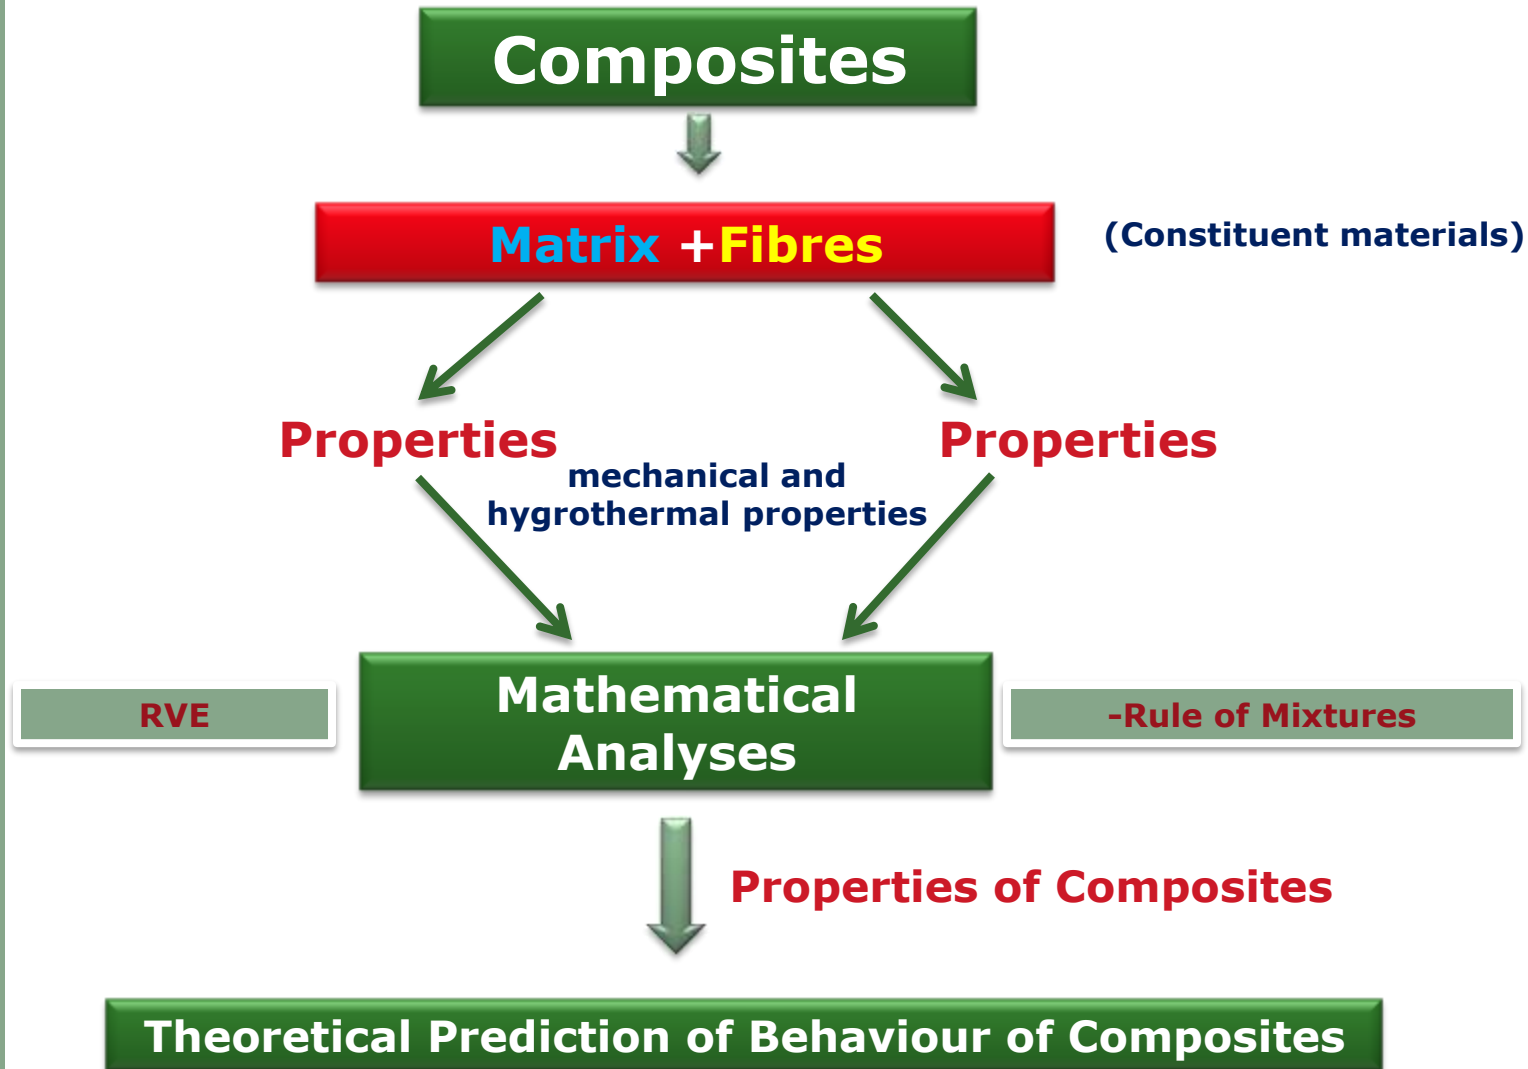 Composites
Matrix +Fibres
(Constituent materials)
Properties
Properties
mechanical and
hygrothermal properties
RVE
Mathematical
Analyses
-Rule of Mixtures
Properties of Composites
Theoretical Prediction of Behaviour of Composites